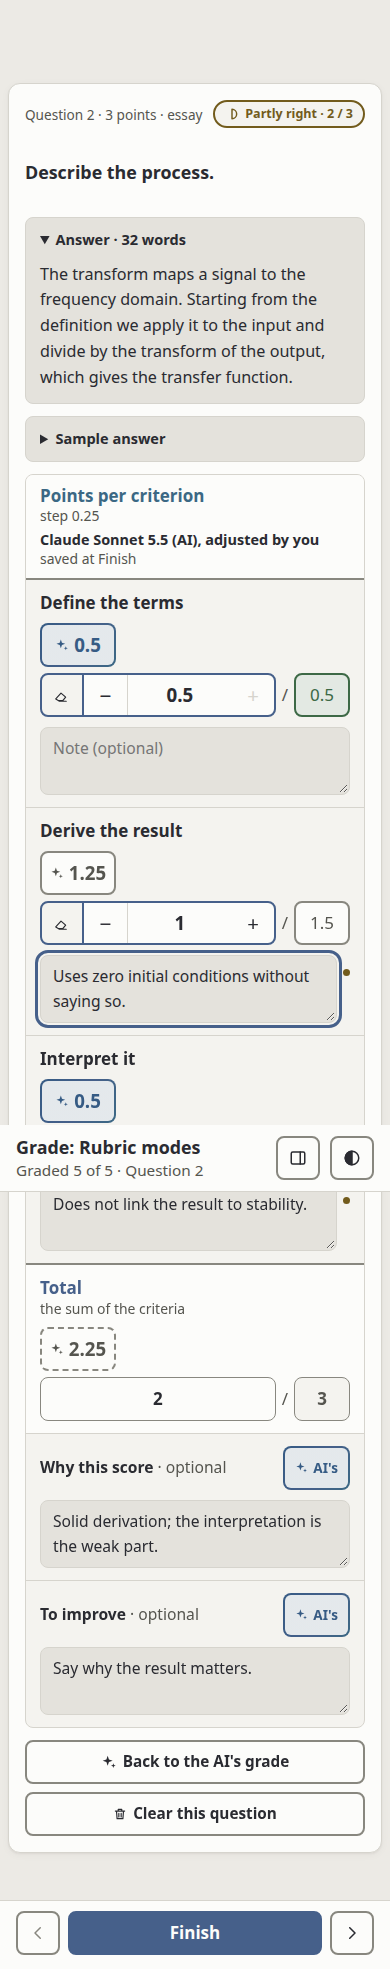 Question 2 · 3 points · essay
Partly right · 2 / 3
Describe the process.
Answer · 32 words
The transform maps a signal to the
frequency domain. Starting from the
definition we apply it to the input and
divide by the transform of the output,
which gives the transfer function.
Sample answer
Points per criterion
step 0.25
Claude Sonnet 5.5 (AI), adjusted by you
saved at Finish
Define the terms
0.5
− 0.5 + / 0.5
Note (optional)
Derive the result
1.25
− 1 + / 1.5
Uses zero initial conditions without
saying so.
Interpret it
0.5
Grade: Rubric modes
Graded 5 of 5 · Question 2
Does not link the result to stability.
Total
the sum of the criteria
2.25
2 / 3
Why this score · optional
AI's
Solid derivation; the interpretation is
the weak part.
To improve · optional
AI's
Say why the result matters.
Back to the AI's grade
Clear this question
Finish